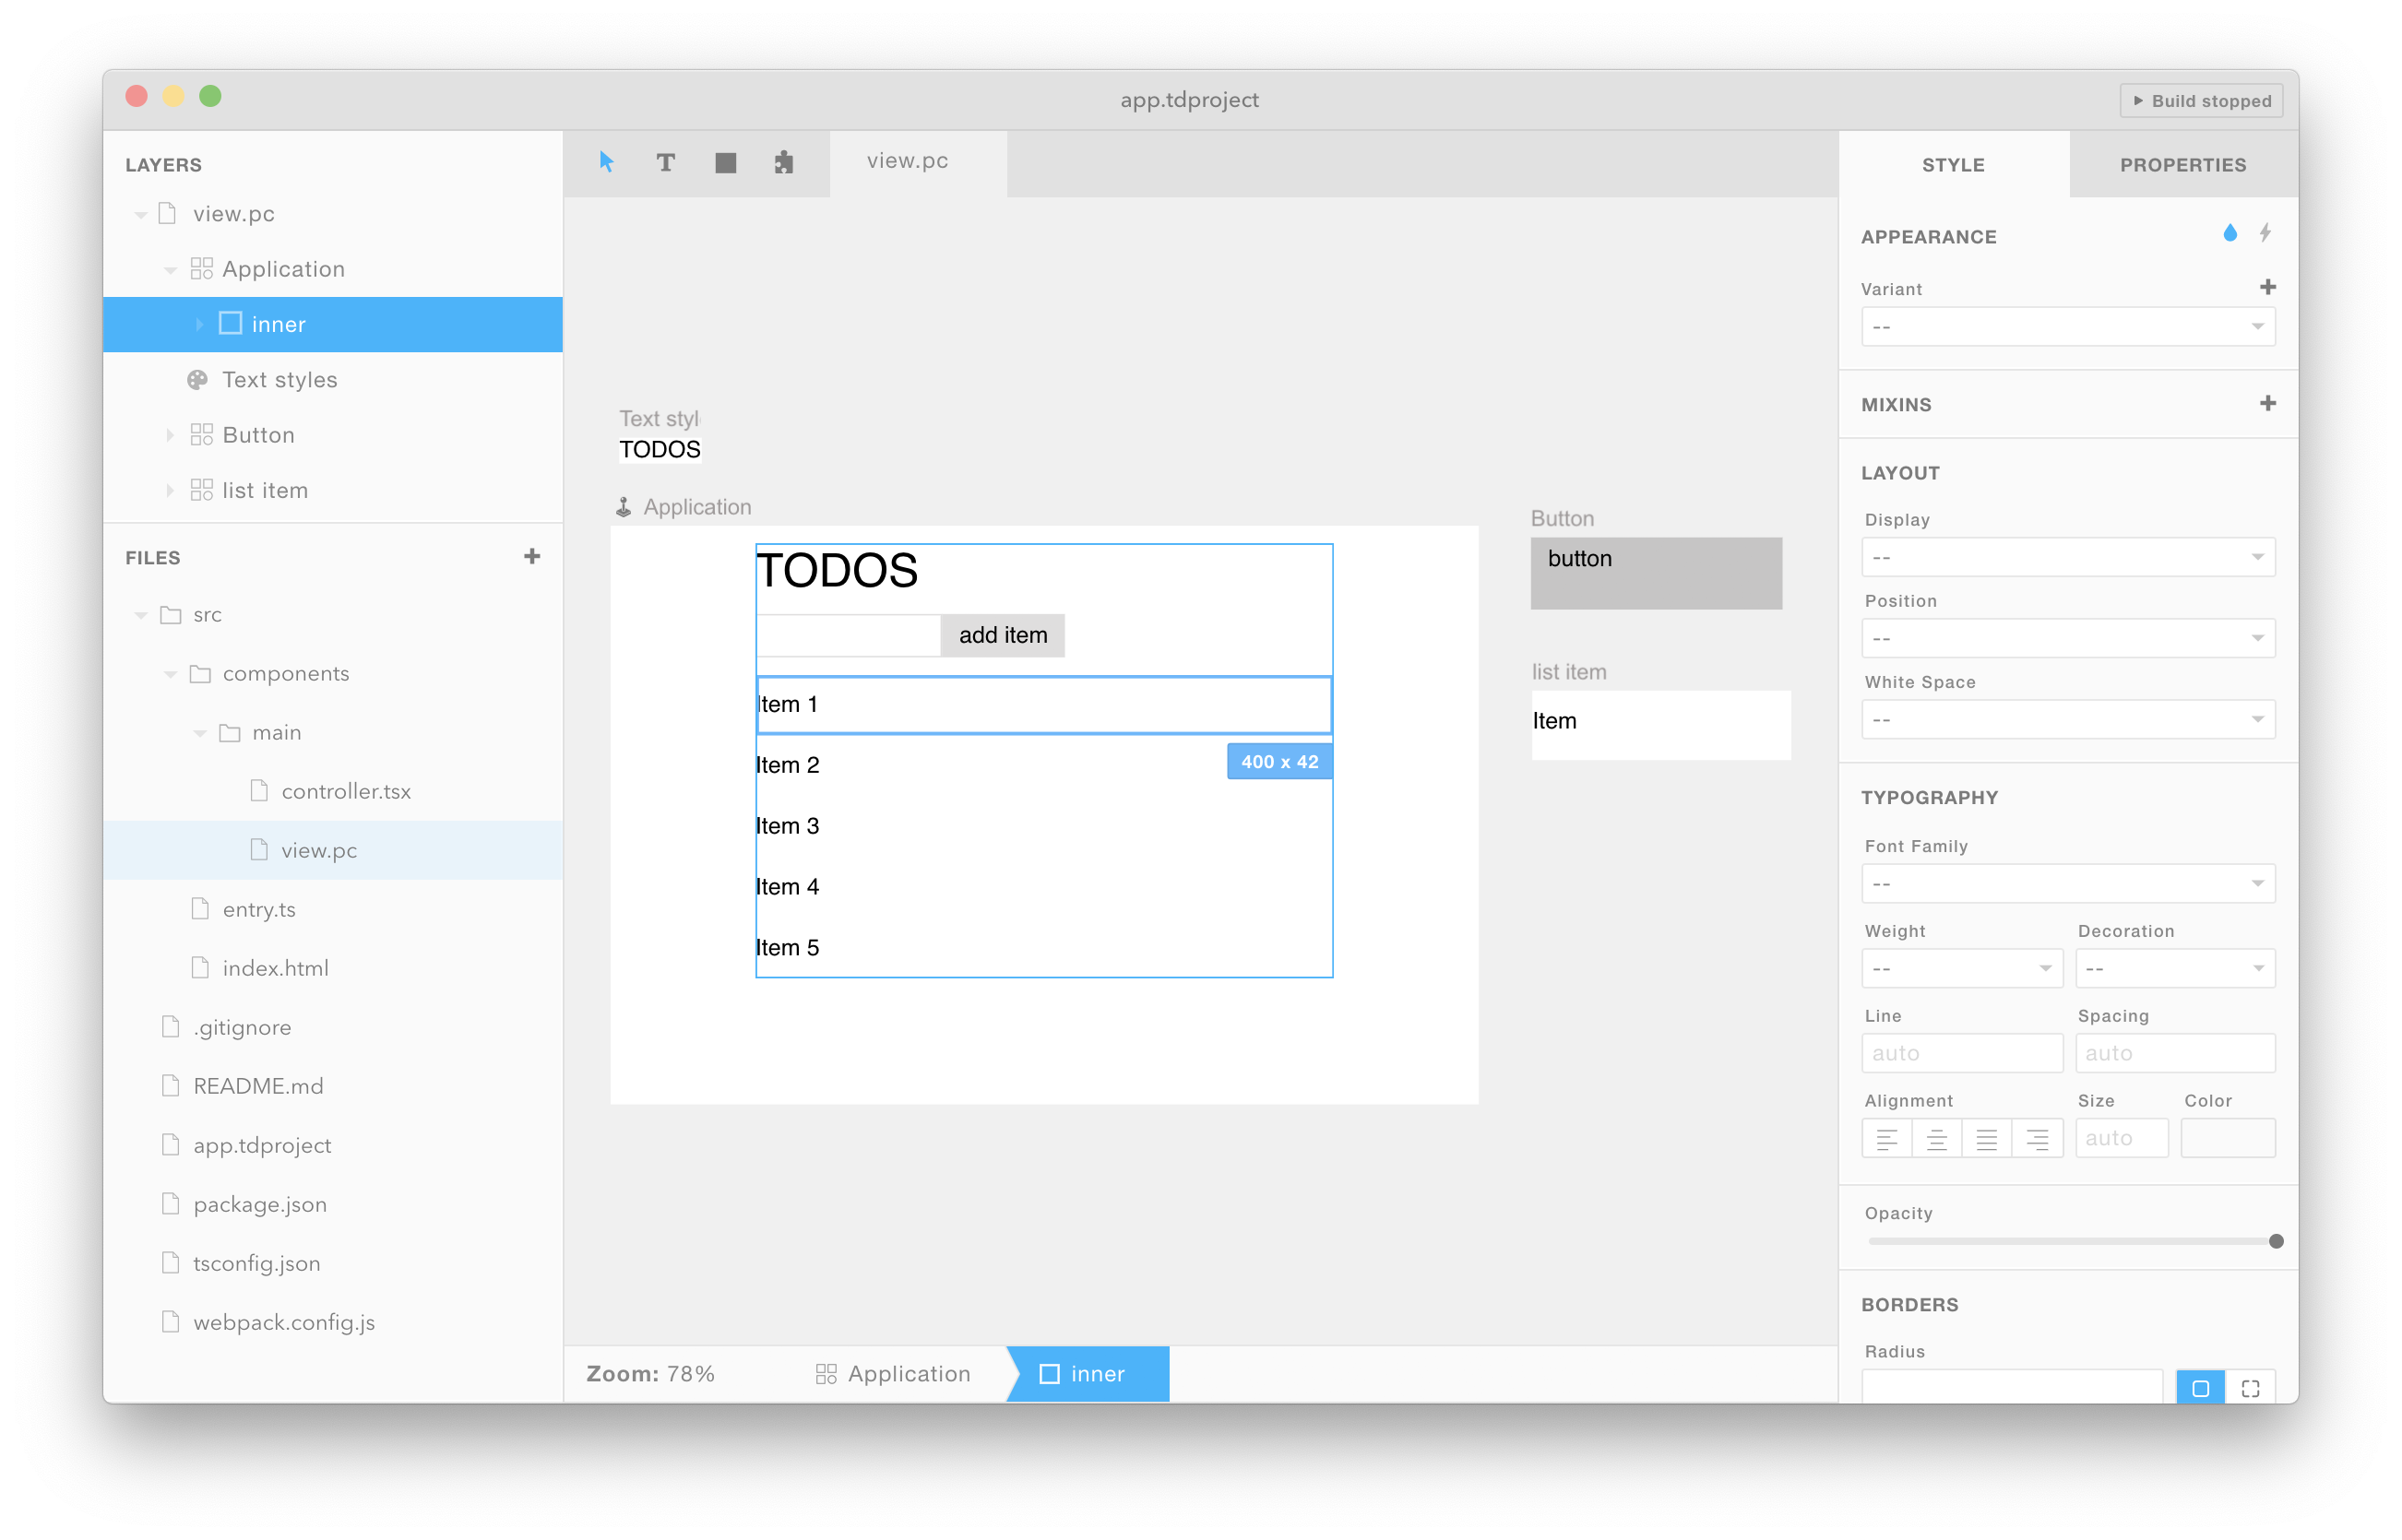 app.tdproject
Build stopped
LAYERS
view.pc
Application
inner
Text styles
Button
list item
FILES
src
components
main
controller.tsx
view.pc
entry.ts
index.html
.gitignore
README.md
app.tdproject
package.json
tsconfig.json
webpack.config.js
T
view.pc
Text styl
TODOS
Application
TODOS
add item
Item 1
Item 2
400 x 42
Item 3
Item 4
Item 5
Button
button
list item
Item
Zoom: 78%
Application
inner
STYLE
PROPERTIES
APPEARANCE
Variant
--
MIXINS
LAYOUT
Display
--
Position
--
White Space
--
TYPOGRAPHY
Font Family
--
Weight
Decoration
--
--
Line
Spacing
auto
auto
Alignment
Size
Color
auto
Opacity
BORDERS
Radius